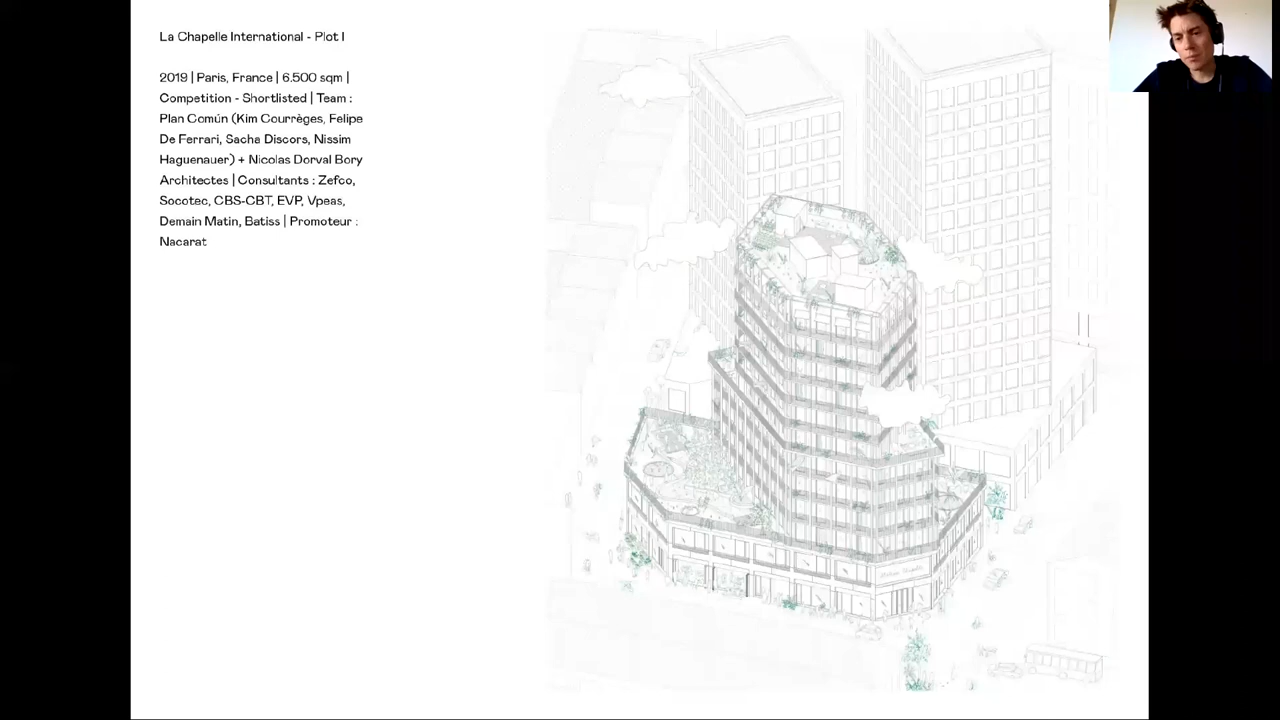 La Chapelle International - Plot I
2019 | Paris, France | 6.500 sqm |
Competition - Shortlisted | Team :
Plan Común (Kim Courrèges, Felipe
De Ferrari, Sacha Discors, Nissim
Haguenauer) + Nicolas Dorval Bory
Architectes | Consultants : Zefco,
Socotec, CBS-CBT, EVP, Vpeas,
Demain Matin, Batiss | Promoteur :
Nacarat